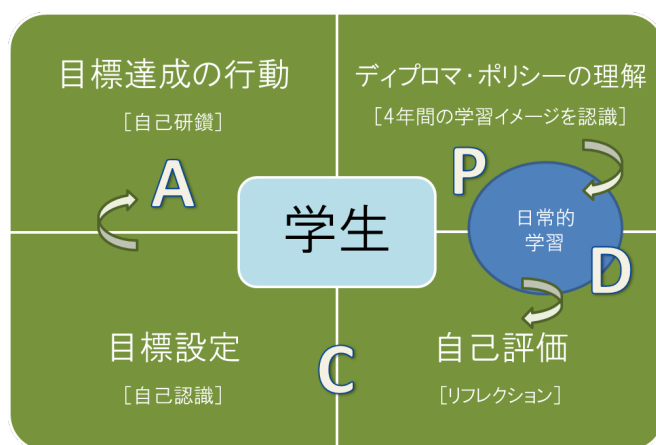 目標達成の行動
[自己研鑽]
ディプロマ・ポリシーの理解
[4年間の学習イメージを認識]
A
P
学生
日常的
学習
D
目標設定
[自己認識]
C
自己評価
[リフレクション]